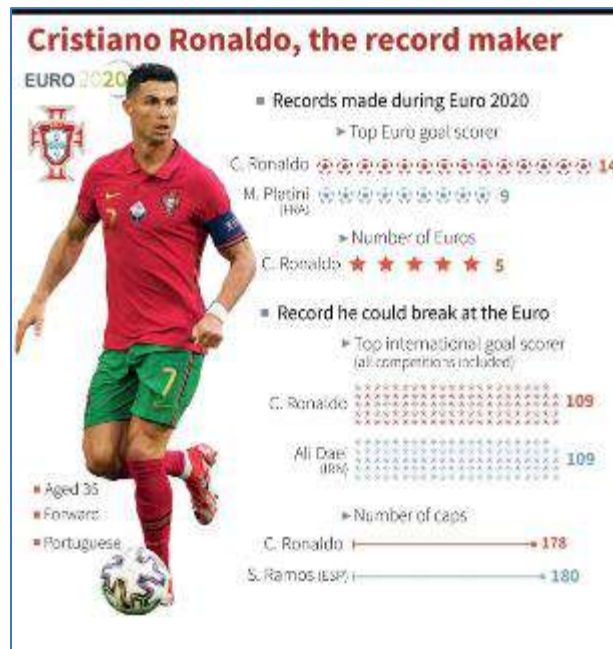 Cristiano Ronaldo, the record maker
EURO 2020
Records made during Euro 2020
Top Euro goal scorer
C. Ronaldo 14
M. Platini 9
(FRA)
Number of Euros
C. Ronaldo 5
Record he could break at the Euro
Top international goal scorer
(all competitions included)
C. Ronaldo 109
Ali Daei 109
(IRN)
Aged 36
Forward
Portuguese
7
7
Number of caps
C. Ronaldo 178
S. Ramos (ESP) 180